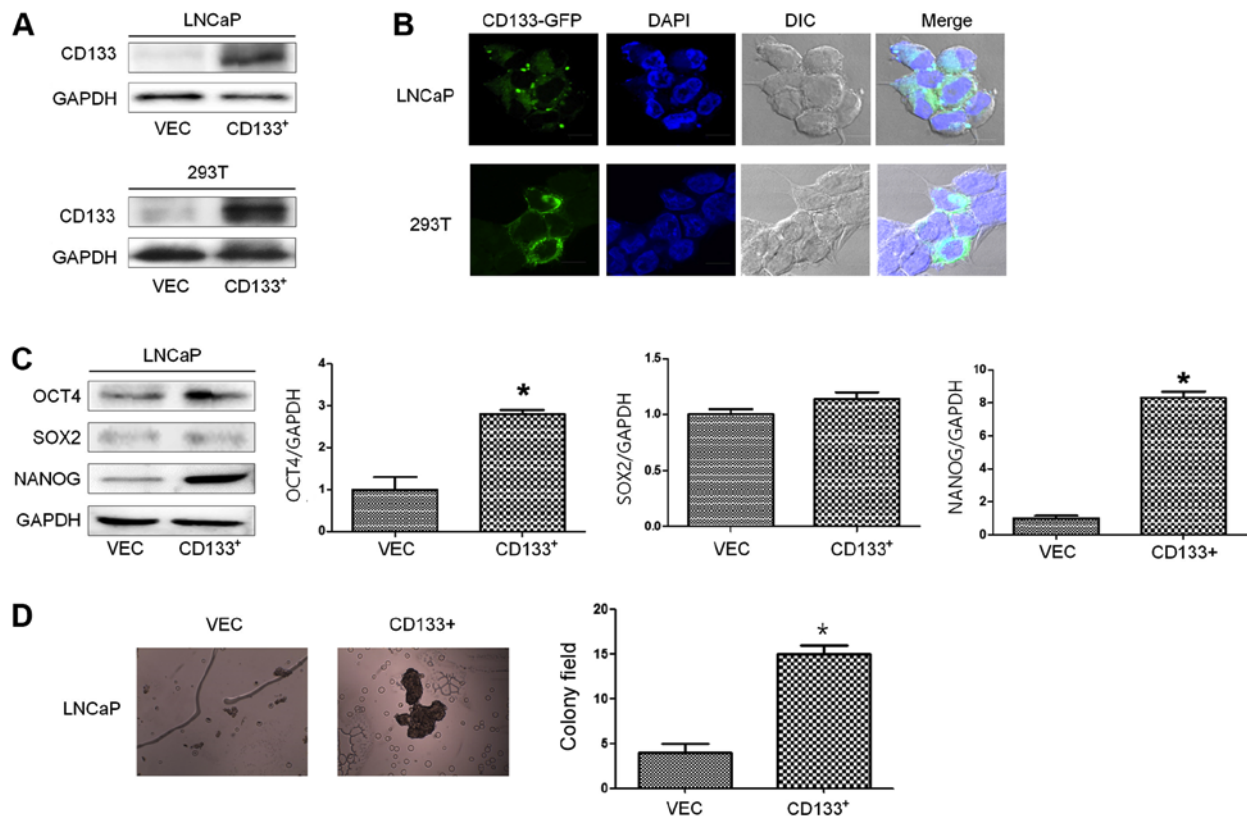 A
LNCaP
CD133
GAPDH
VEC CD133⁺
293T
CD133
GAPDH
VEC CD133⁺
B
CD133-GFP DAPI DIC Merge
LNCaP
293T
C
LNCaP
OCT4
SOX2
NANOG
GAPDH
VEC CD133⁺
OCT4/GAPDH
4
3
2
1
0
*
VEC CD133⁺
SOX2/GAPDH
1.5
1.0
0.5
0.0
VEC CD133⁺
NANOG/GAPDH
10
8
6
4
2
0
*
VEC CD133+
D
VEC CD133+
LNCaP
Colony field
20
15
10
5
0
*
VEC CD133⁺